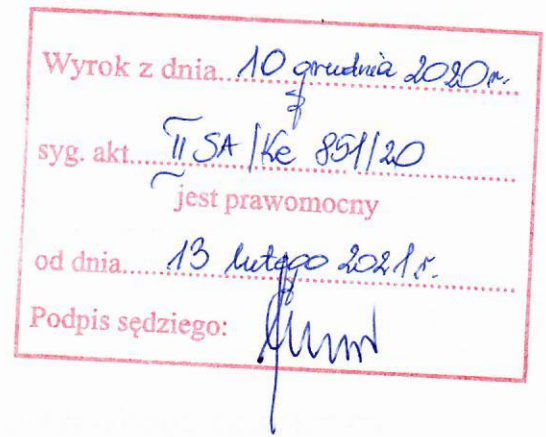 Wyrok z dnia 10 grudnia 2020 r.
syg. akt II SA/Ke 851/20
jest prawomocny
od dnia 13 lutego 2021 r.
Podpis sędziego: